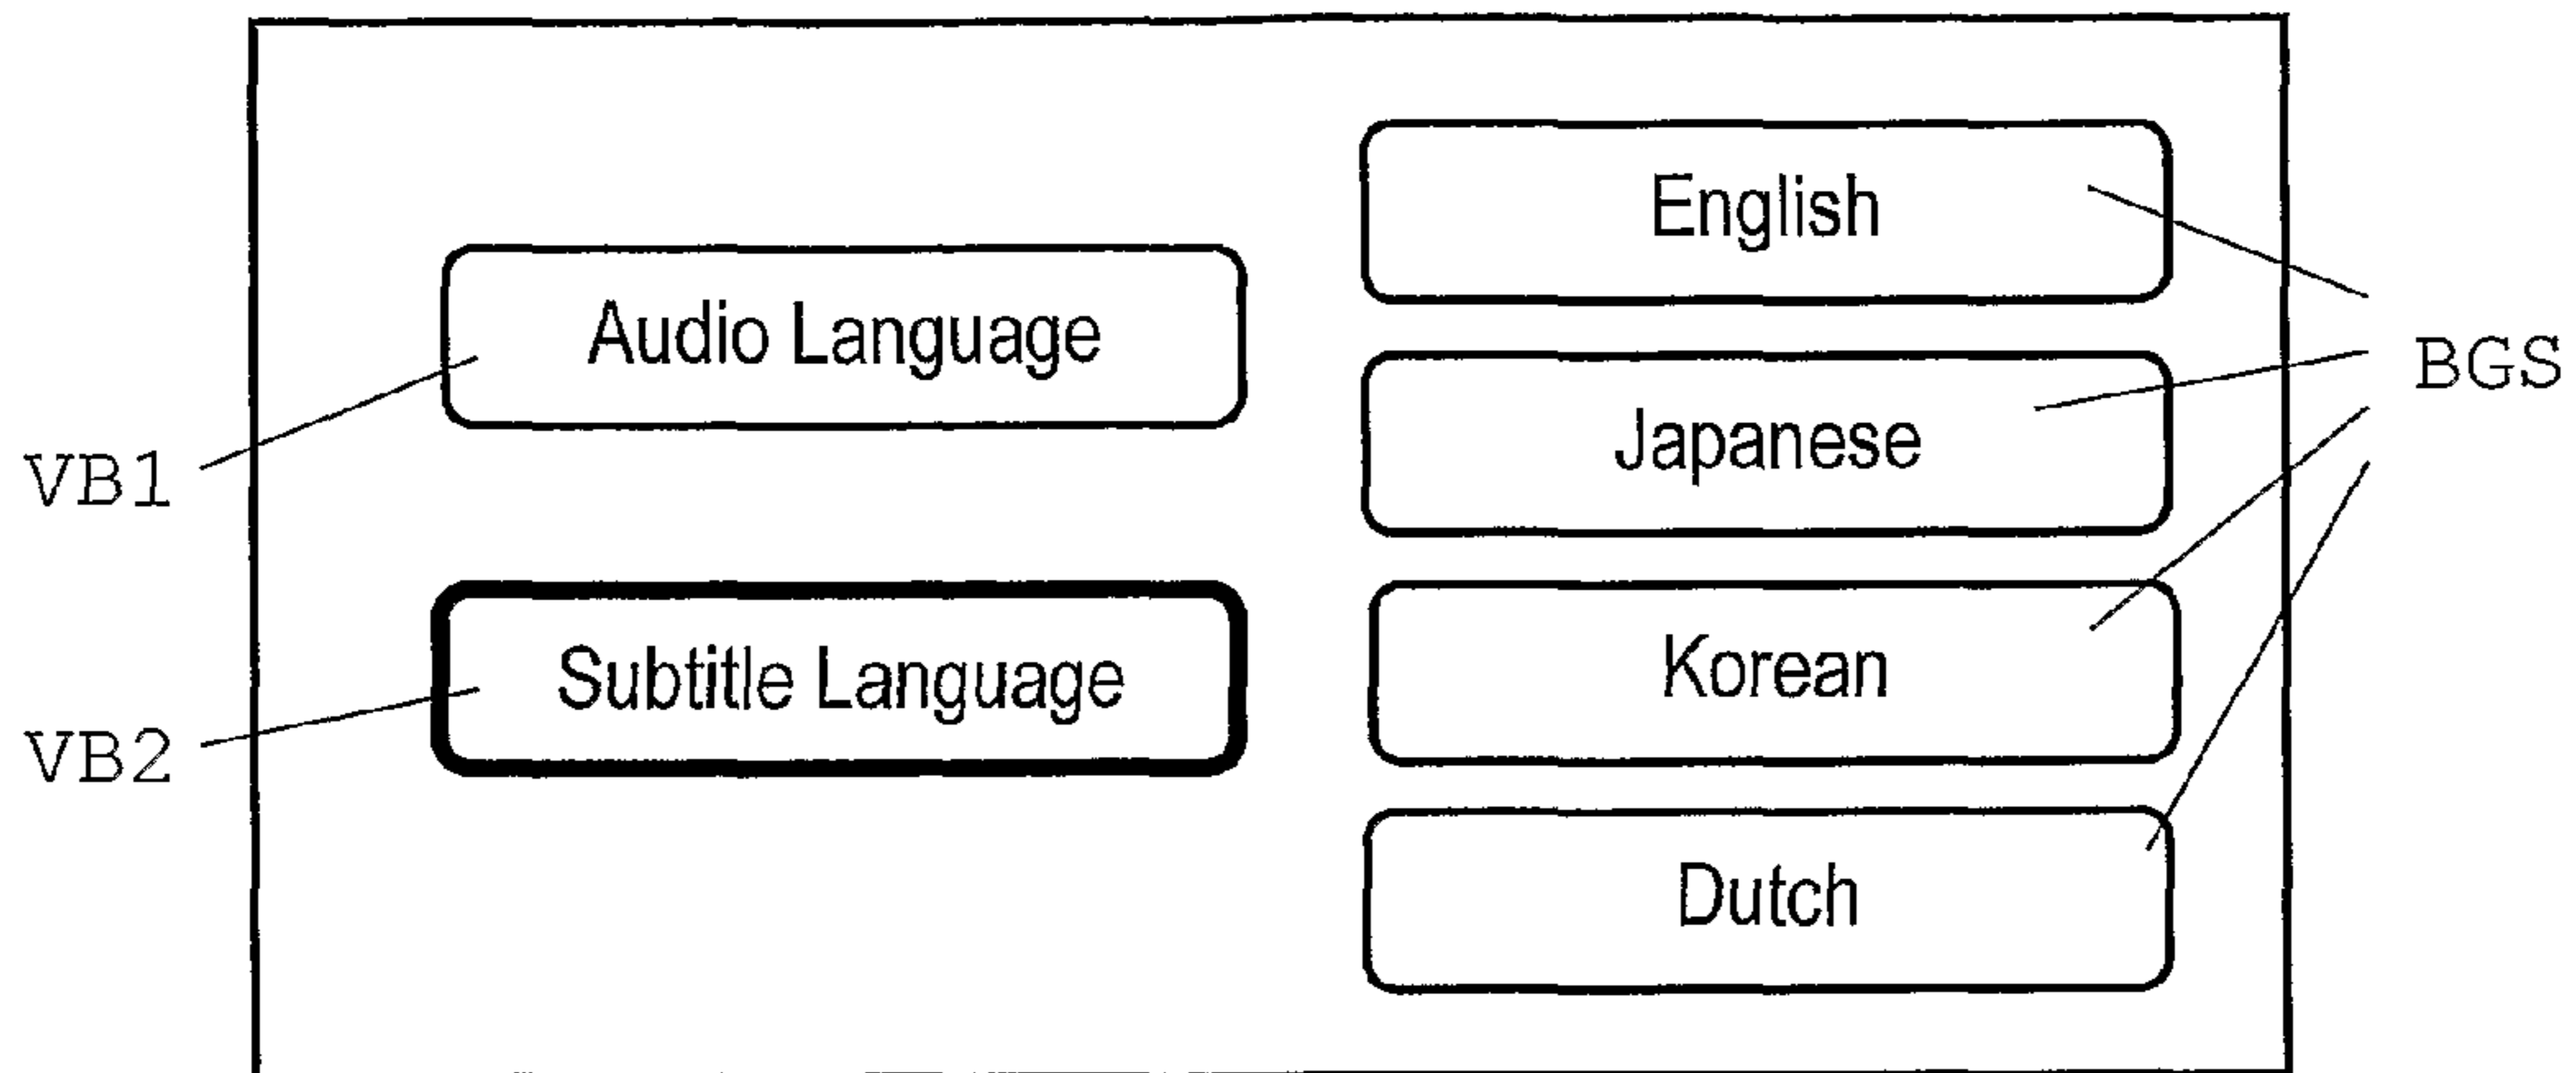 English
Audio Language
BGS
Japanese
VB1
Korean
Subtitle Language
VB2
Dutch